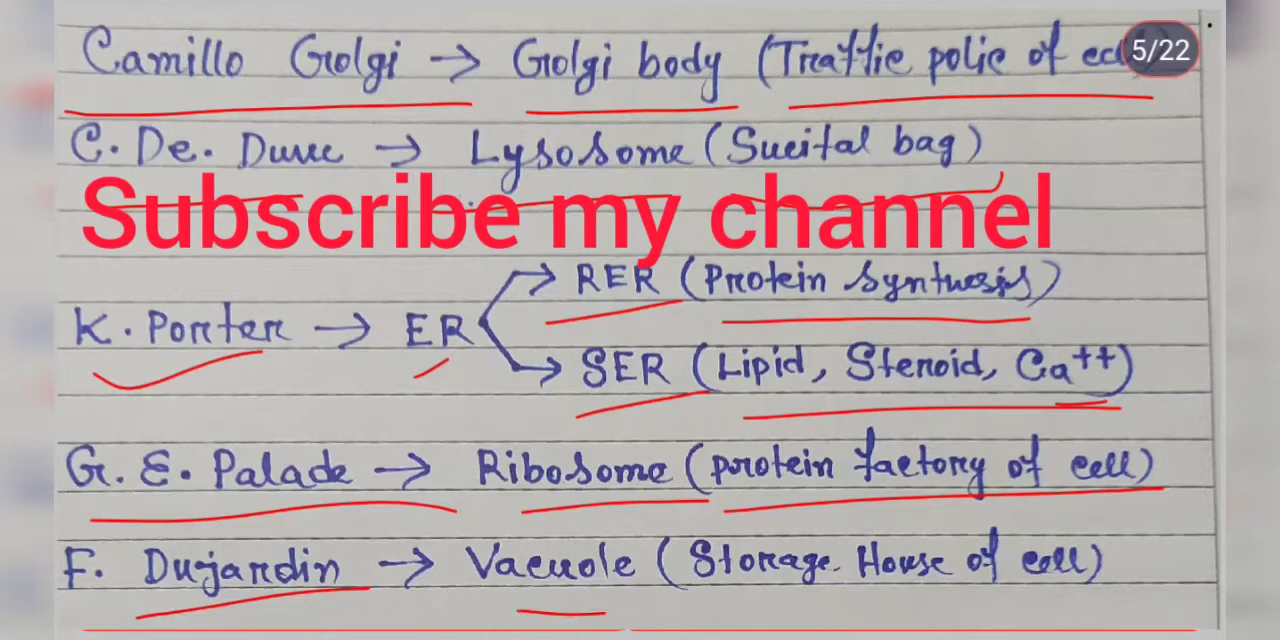 Camillo Golgi → Golgi body (Traffic polic of cell)
5/22
C. De. Duve → Lysosome (Sucital bag)
Subscribe my channel
→ RER (Protein synthesis)
K. Porter → ER
→ SER (Lipid, Steroid, Ca++)
G. E. Palade → Ribosome (protein factory of cell)
F. Dujardin → Vacuole (Storage House of cell)